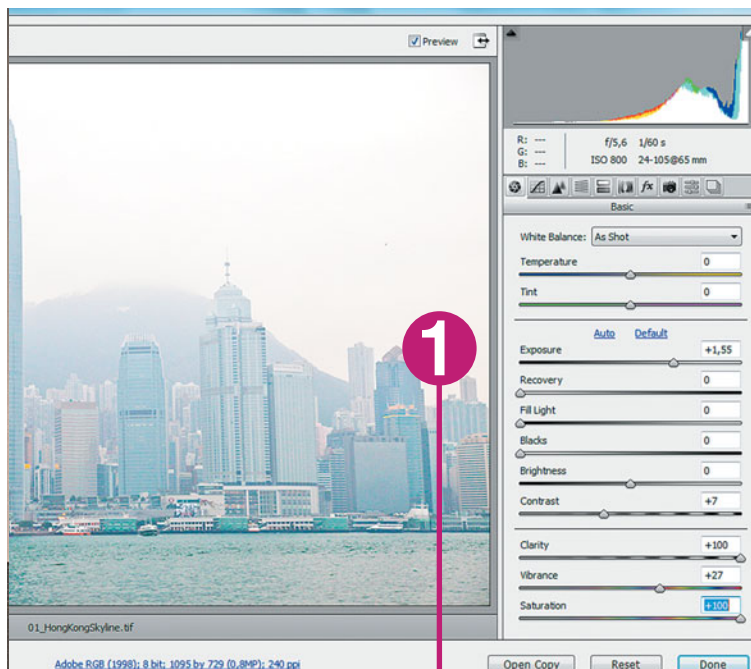 Preview
R: ---
G: ---
B: ---
f/5,6 1/60 s
ISO 800 24-105@65 mm
fx
Basic
White Balance: As Shot
Temperature 0
Tint 0
Auto Default
Exposure +1,55
Recovery 0
Fill Light 0
Blacks 0
Brightness 0
Contrast +7
Clarity +100
Vibrance +27
Saturation +100
1
01_HongKongSkyline.tif
Adobe RGB (1998); 8 bit; 1095 by 729 (0,8MP); 240 ppi
Open Copy Reset Done